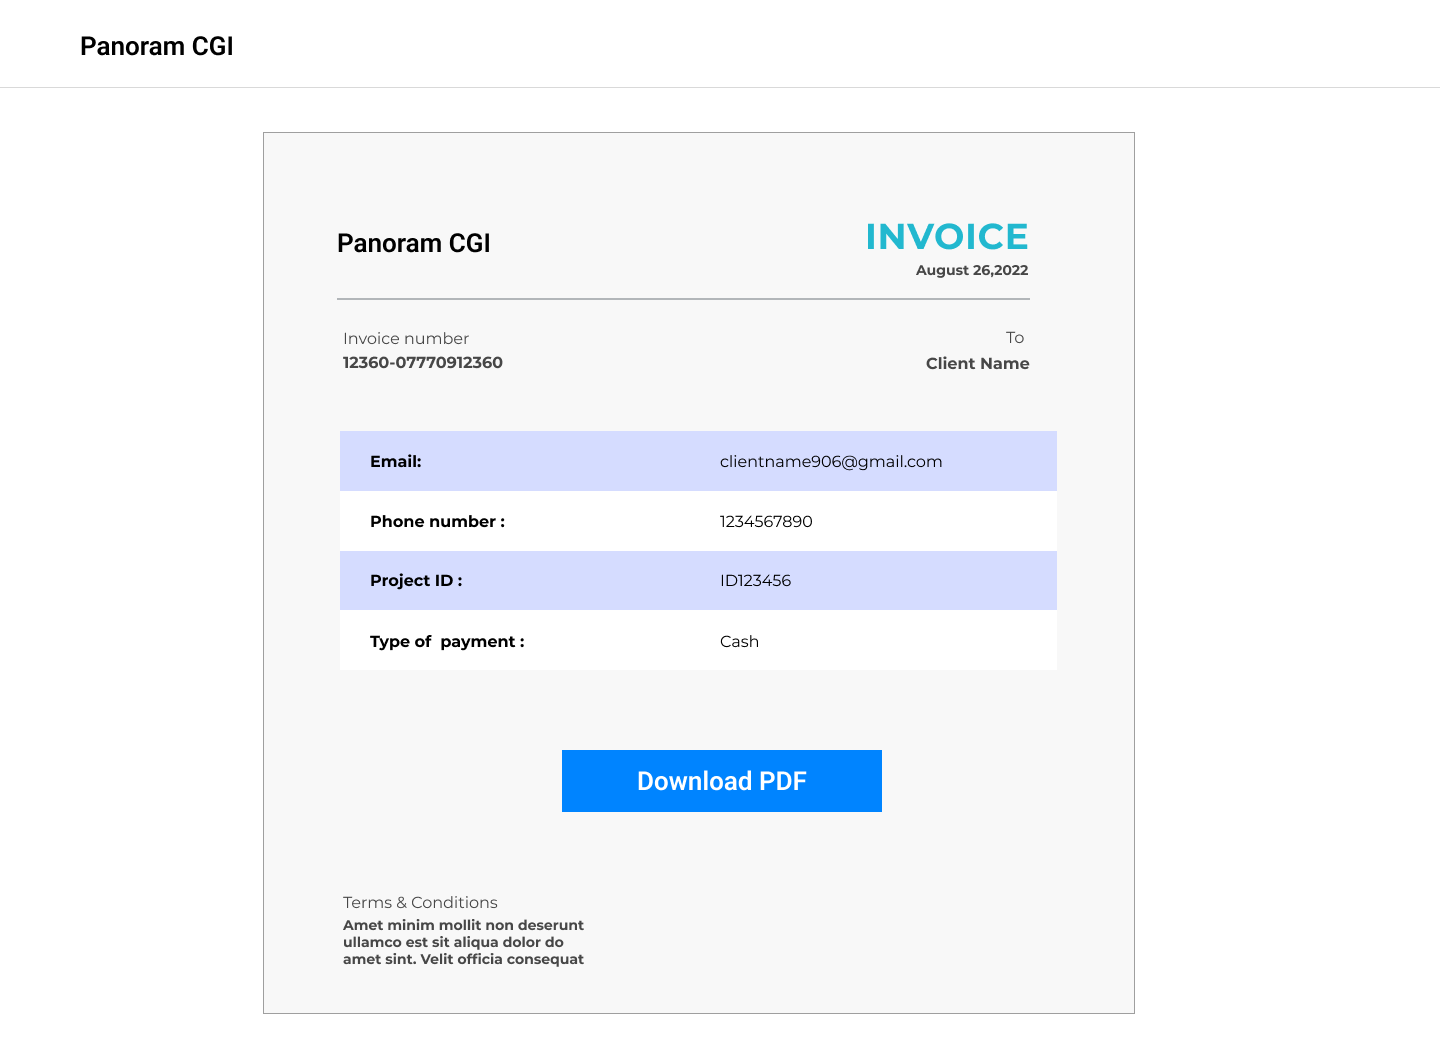 Panoram CGI
Panoram CGI
INVOICE
August 26,2022
Invoice number
To
12360-07770912360
Client Name
Email:
clientname906@gmail.com
Phone number :
1234567890
Project ID :
ID123456
Type of  payment :
Cash
Download PDF
Terms & Conditions
Amet minim mollit non deserunt
ullamco est sit aliqua dolor do
amet sint. Velit officia consequat